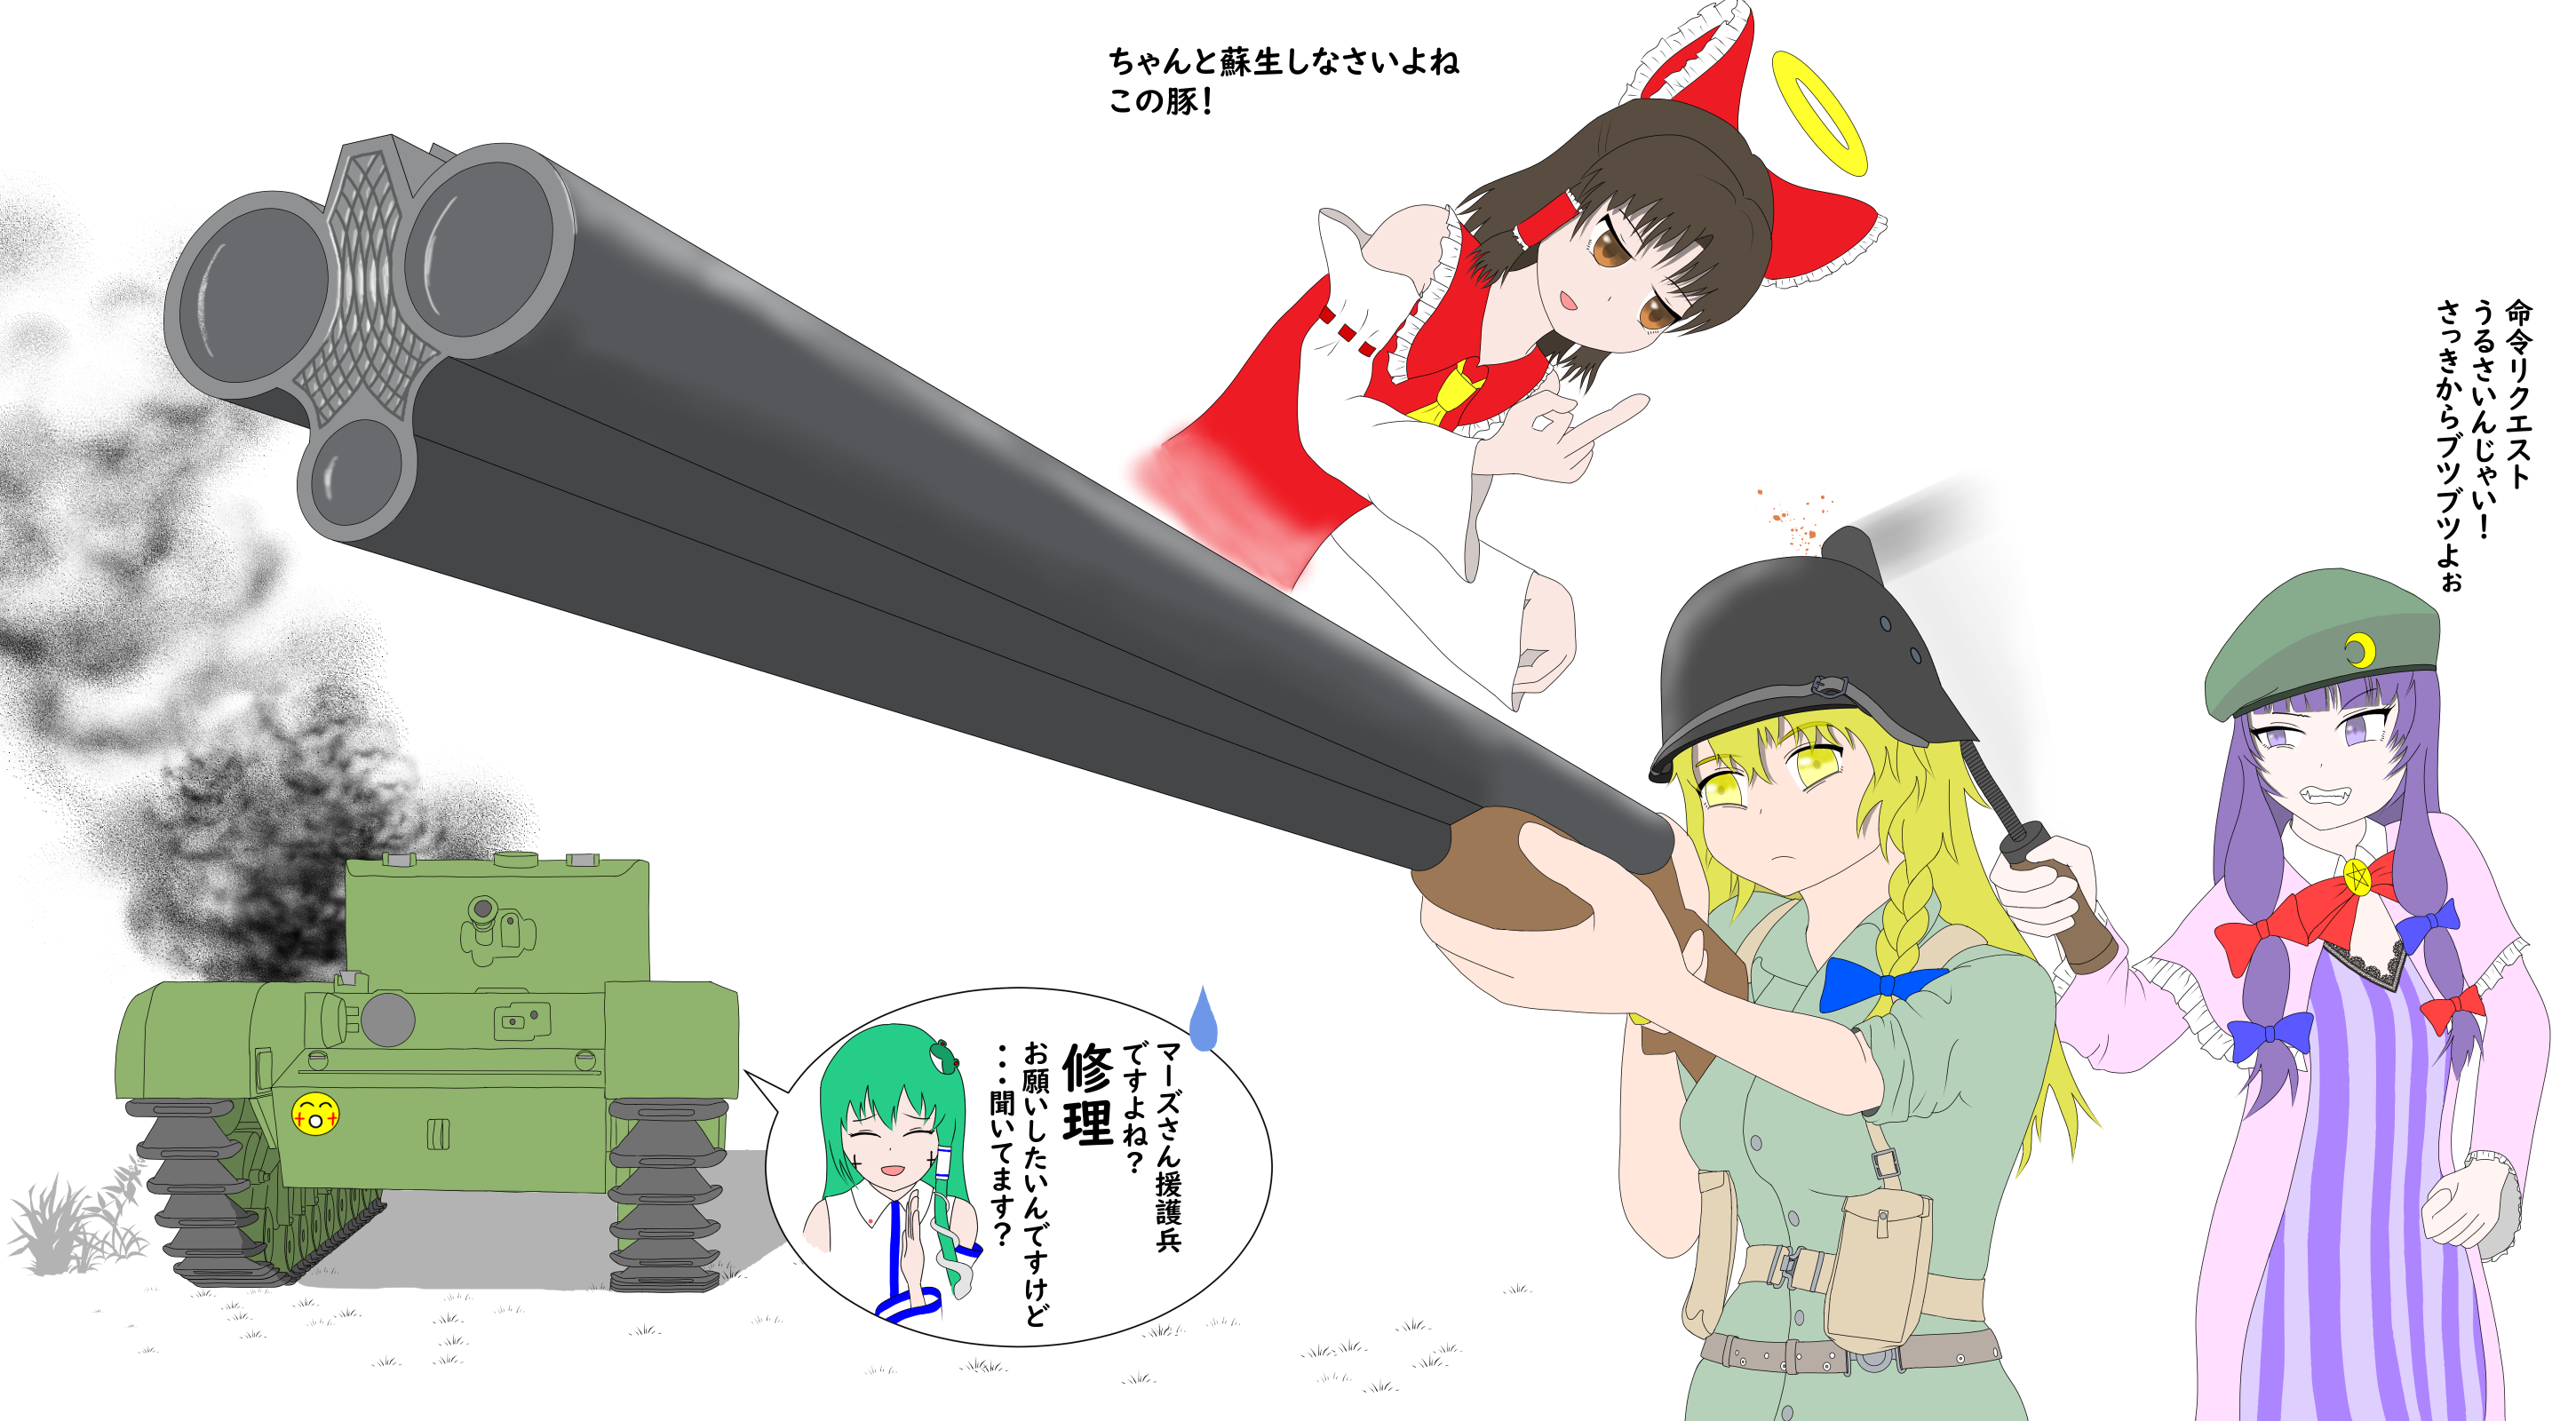 ちゃんと蘇生しなさいよね
この豚！
命令リクエスト
うるさいんじゃい！
さっきからブツブツよぉ
マーズさん援護兵
ですよね？
修理
お願いしたいんですけど
・・・聞いてます？